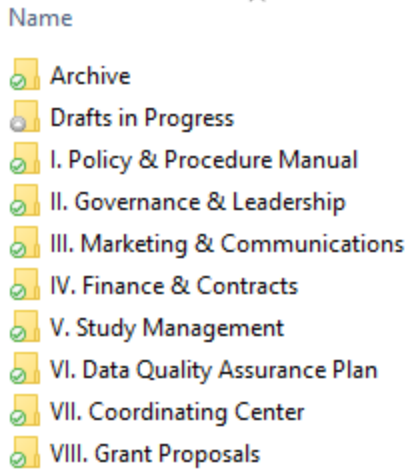 Name
Archive
Drafts in Progress
I. Policy & Procedure Manual
II. Governance & Leadership
III. Marketing & Communications
IV. Finance & Contracts
V. Study Management
VI. Data Quality Assurance Plan
VII. Coordinating Center
VIII. Grant Proposals